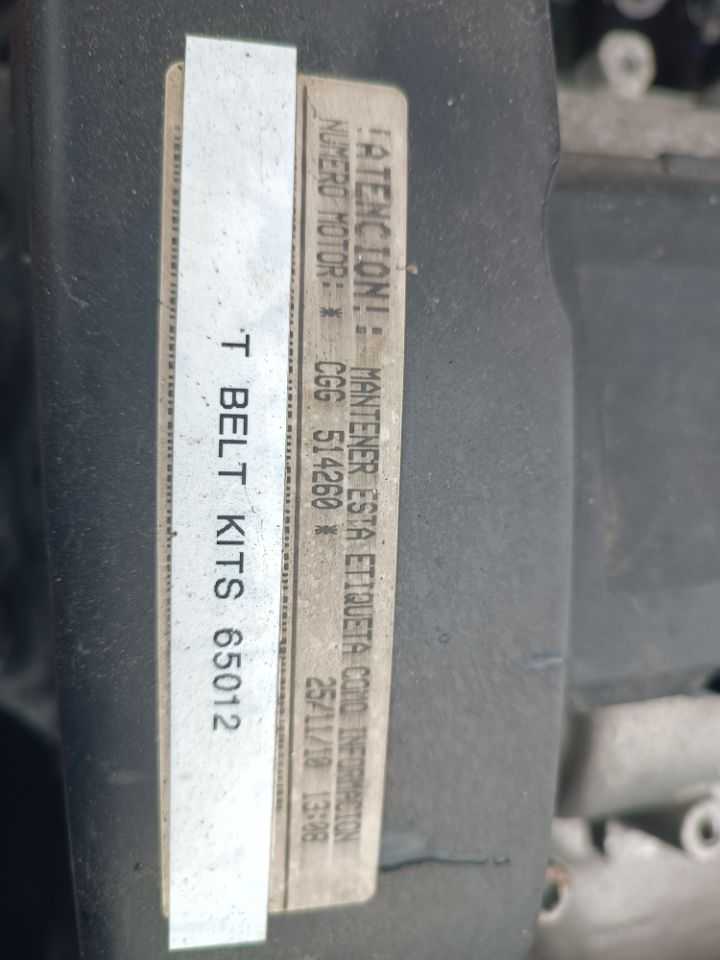 !ATENCION!: MANTENER ESTA ETIQUETA COMO INFORMACION
NUMERO MOTOR: * CGG 514260 * 25/11/10 13:08
T BELT KITS 65012